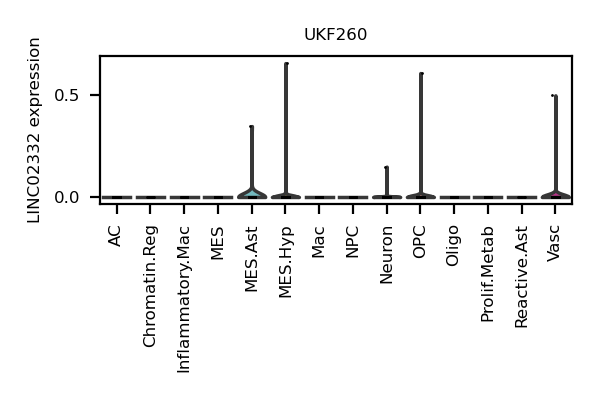 UKF260
LINC02332 expression
0.5
0.0
AC
Chromatin.Reg
Inflammatory.Mac
MES
MES.Ast
MES.Hyp
Mac
NPC
Neuron
OPC
Oligo
Prolif.Metab
Reactive.Ast
Vasc